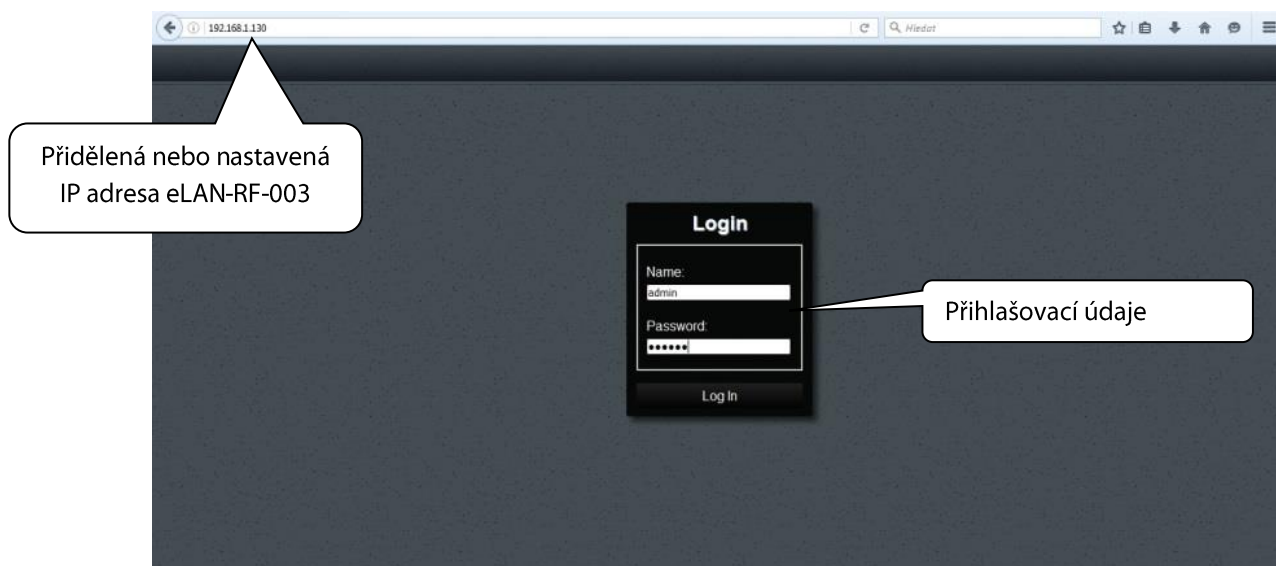 192.168.1.130
Hledat
Přidělená nebo nastavená
IP adresa eLAN-RF-003
Login
Name:
admin
Přihlašovací údaje
Password:
••••••
Log In